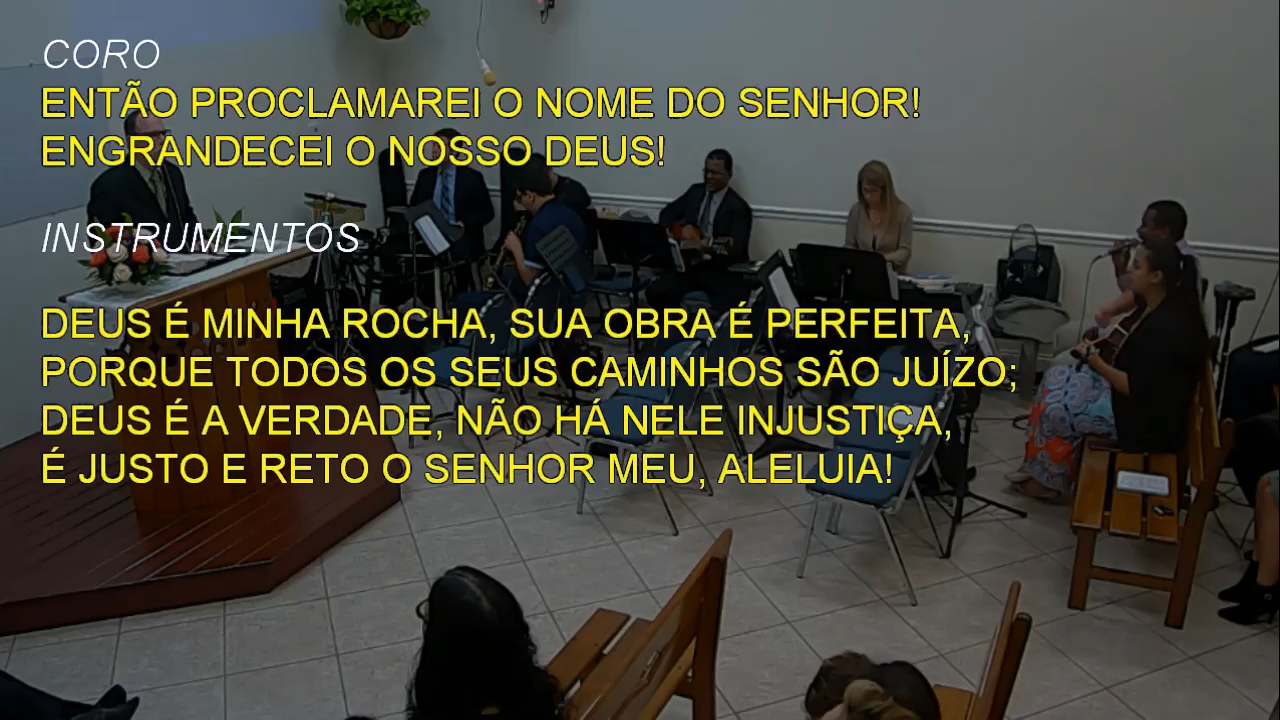 CORO
ENTÃO PROCLAMAREI O NOME DO SENHOR!
ENGRANDECEI O NOSSO DEUS!
INSTRUMENTOS
DEUS É MINHA ROCHA, SUA OBRA É PERFEITA,
PORQUE TODOS OS SEUS CAMINHOS SÃO JUÍZO;
DEUS É A VERDADE, NÃO HÁ NELE INJUSTIÇA,
É JUSTO E RETO O SENHOR MEU, ALELUIA!